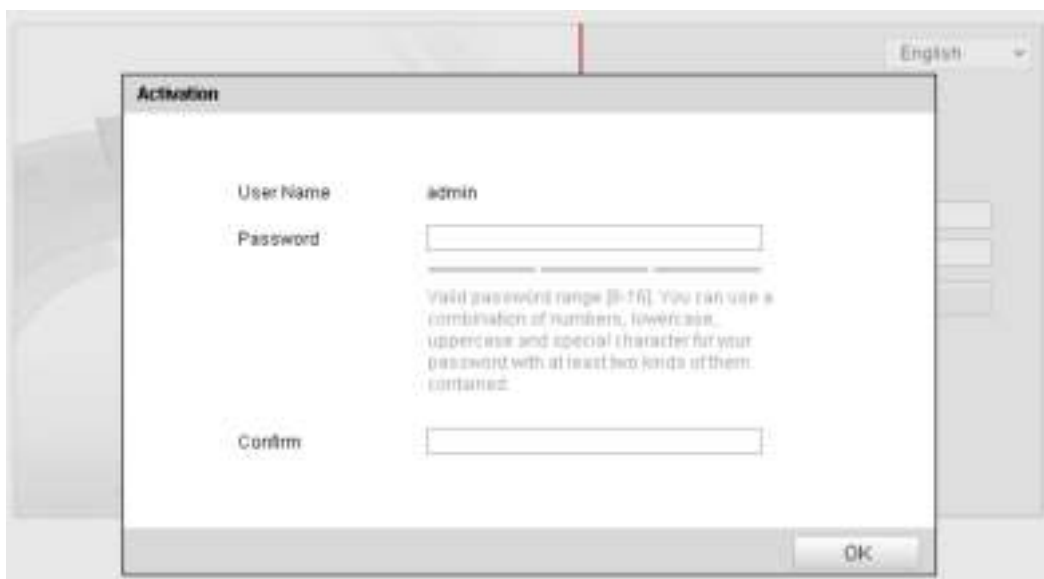 English
Activation
User Name admin
Password
Valid password range [8-16]. You can use a
combination of numbers, lowercase,
uppercase and special character for your
password with at least two kinds of them
contained.
Confirm
OK